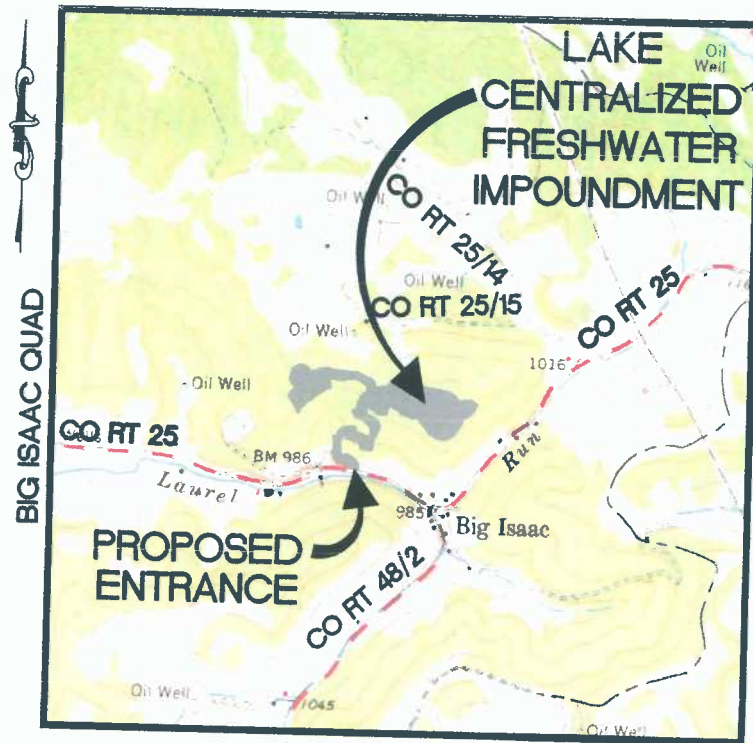 LAKE
CENTRALIZED
FRESHWATER
IMPOUNDMENT
Oil
Well
Oil Well
CO RT 25/14
Oil Well
CO RT 25/15
CO RT 25
Oil Wells
1016
Oil Well
CO RT 25
BM 986
Run
Laurel
985
Big Isaac
PROPOSED
ENTRANCE
CO RT 48/2
Oil Well
1045
Oil Well
BIG ISAAC QUAD